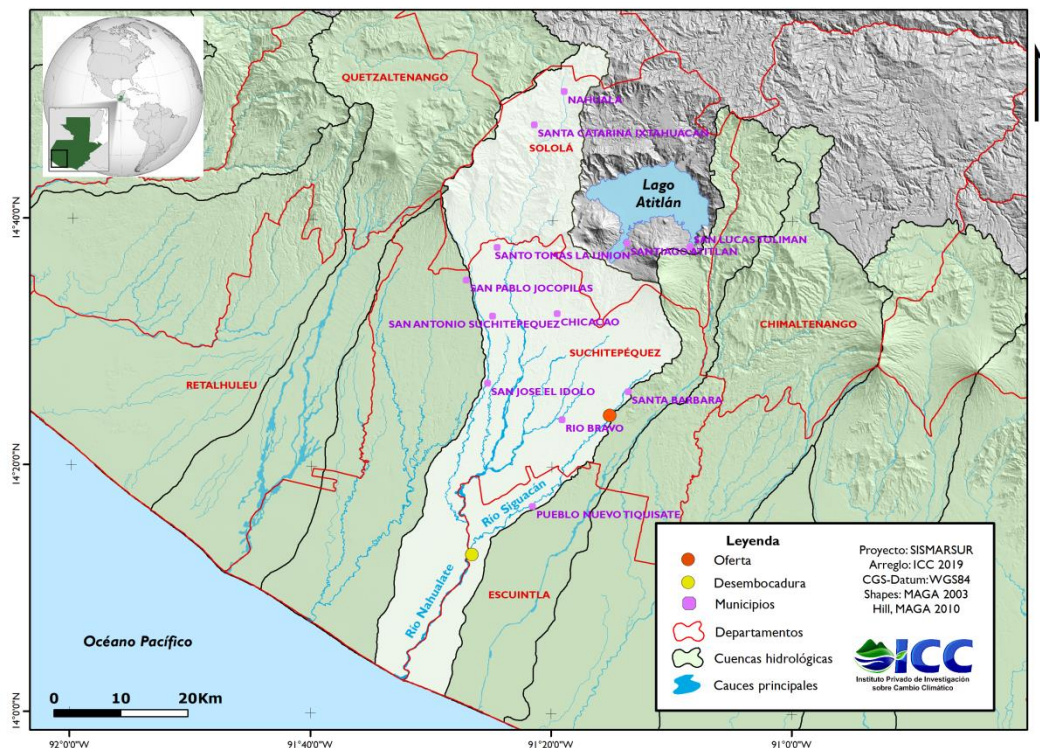 QUETZALTENANGO
NAHUALA
SANTA CATARINA IXTAHUACAN
SOLOLÁ
Lago
Atitlán
14°40'0"N
SAN LUCAS TOLIMAN
SANTO TOMAS LA UNION
SANTIAGO ATITLAN
SAN PABLO JOCOPILAS
SAN ANTONIO SUCHITEPEQUEZ
CHICACAO
CHIMALTENANGO
SUCHITEPÉQUEZ
RETALHULEU
SAN JOSE EL IDOLO
SANTA BARBARA
RIO BRAVO
14°20'0"N
Río Siguacán
PUEBLO NUEVO TIQUISATE
Río Nahualate
ESCUINTLA
Océano Pacífico
0 10 20Km
14°0'0"N
92°0'0"W 91°40'0"W 91°20'0"W 91°0'0"W
Leyenda
Oferta
Desembocadura
Municipios
Departamentos
Cuencas hidrológicas
Cauces principales
Proyecto: SISMARSUR
Arreglo: ICC 2019
CGS-Datum: WGS84
Shapes: MAGA 2003
Hill, MAGA 2010
ICC
Instituto Privado de Investigación
sobre Cambio Climático